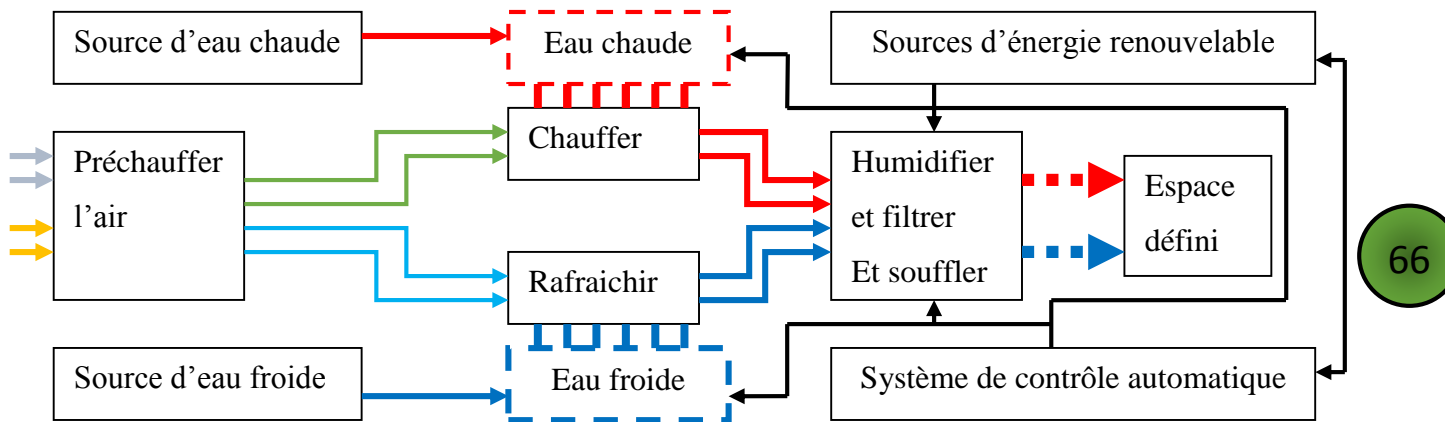 Source d’eau chaude
Eau chaude
Sources d’énergie renouvelable
Préchauffer
l’air
Chauffer
Humidifier
et filtrer
Et souffler
Espace
défini
66
Rafraichir
Source d’eau froide
Eau froide
Système de contrôle automatique